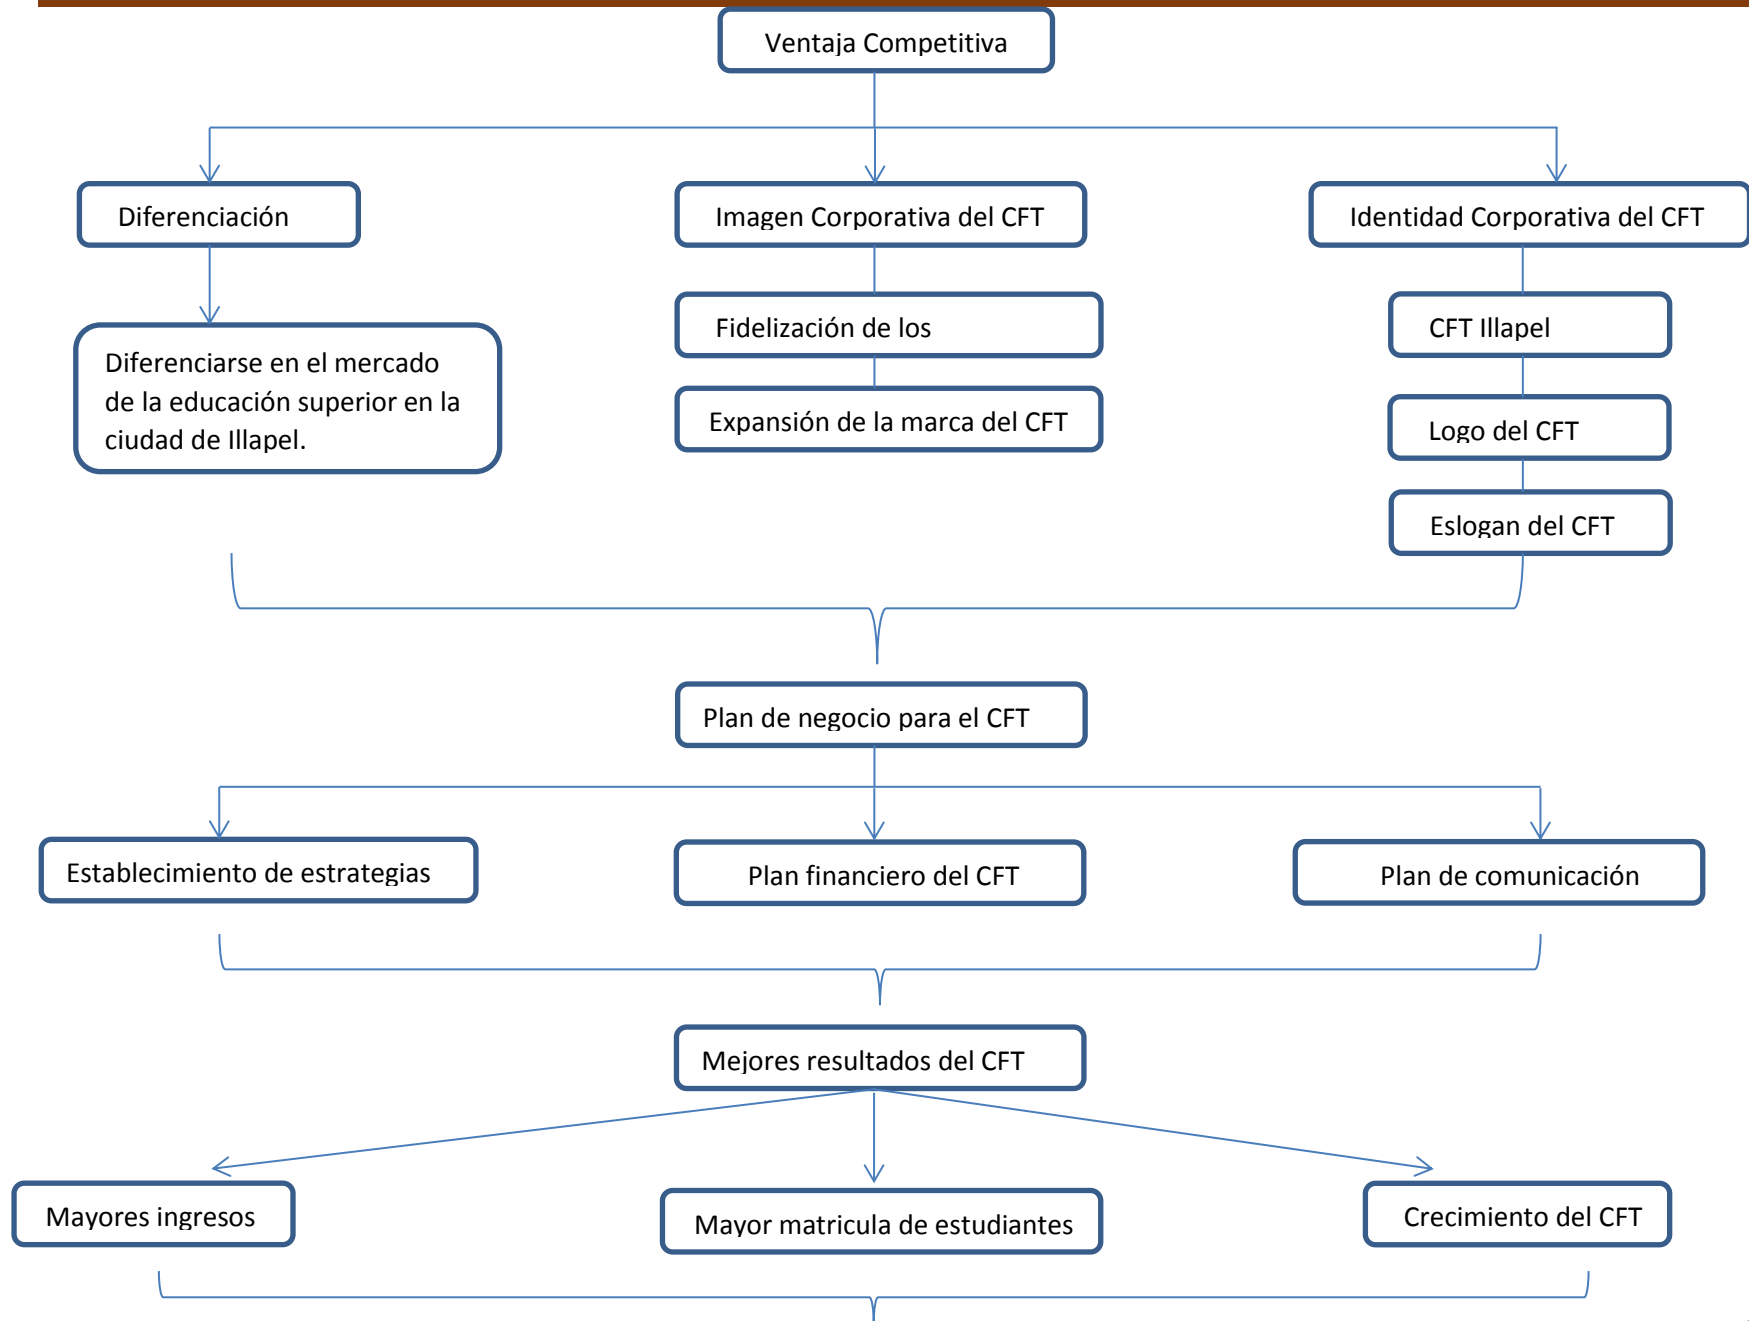 Ventaja Competitiva
Diferenciación
Imagen Corporativa del CFT
Identidad Corporativa del CFT
Diferenciarse en el mercado
de la educación superior en la
ciudad de Illapel.
Fidelización de los
Expansión de la marca del CFT
CFT Illapel
Logo del CFT
Eslogan del CFT
Plan de negocio para el CFT
Establecimiento de estrategias
Plan financiero del CFT
Plan de comunicación
Mejores resultados del CFT
Mayores ingresos
Mayor matricula de estudiantes
Crecimiento del CFT